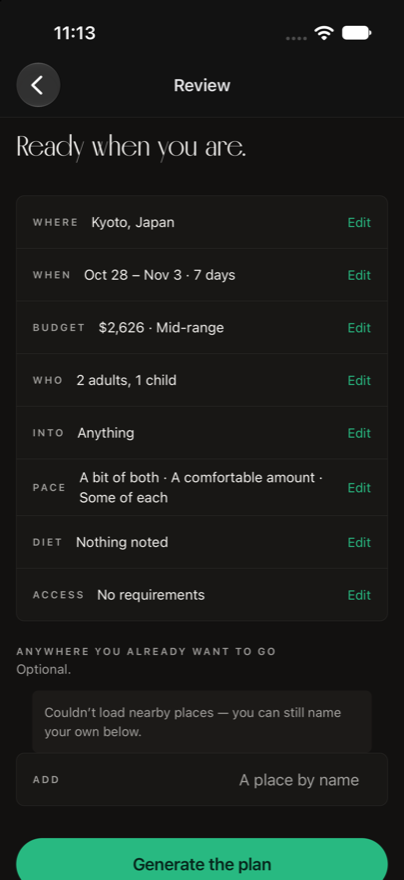 11:13
Review
Ready when you are.
WHERE Kyoto, Japan Edit
WHEN Oct 28 – Nov 3 · 7 days Edit
BUDGET $2,626 · Mid-range Edit
WHO 2 adults, 1 child Edit
INTO Anything Edit
PACE A bit of both · A comfortable amount · Edit
Some of each
DIET Nothing noted Edit
ACCESS No requirements Edit
ANYWHERE YOU ALREADY WANT TO GO
Optional.
Couldn’t load nearby places — you can still name
your own below.
ADD A place by name
Generate the plan